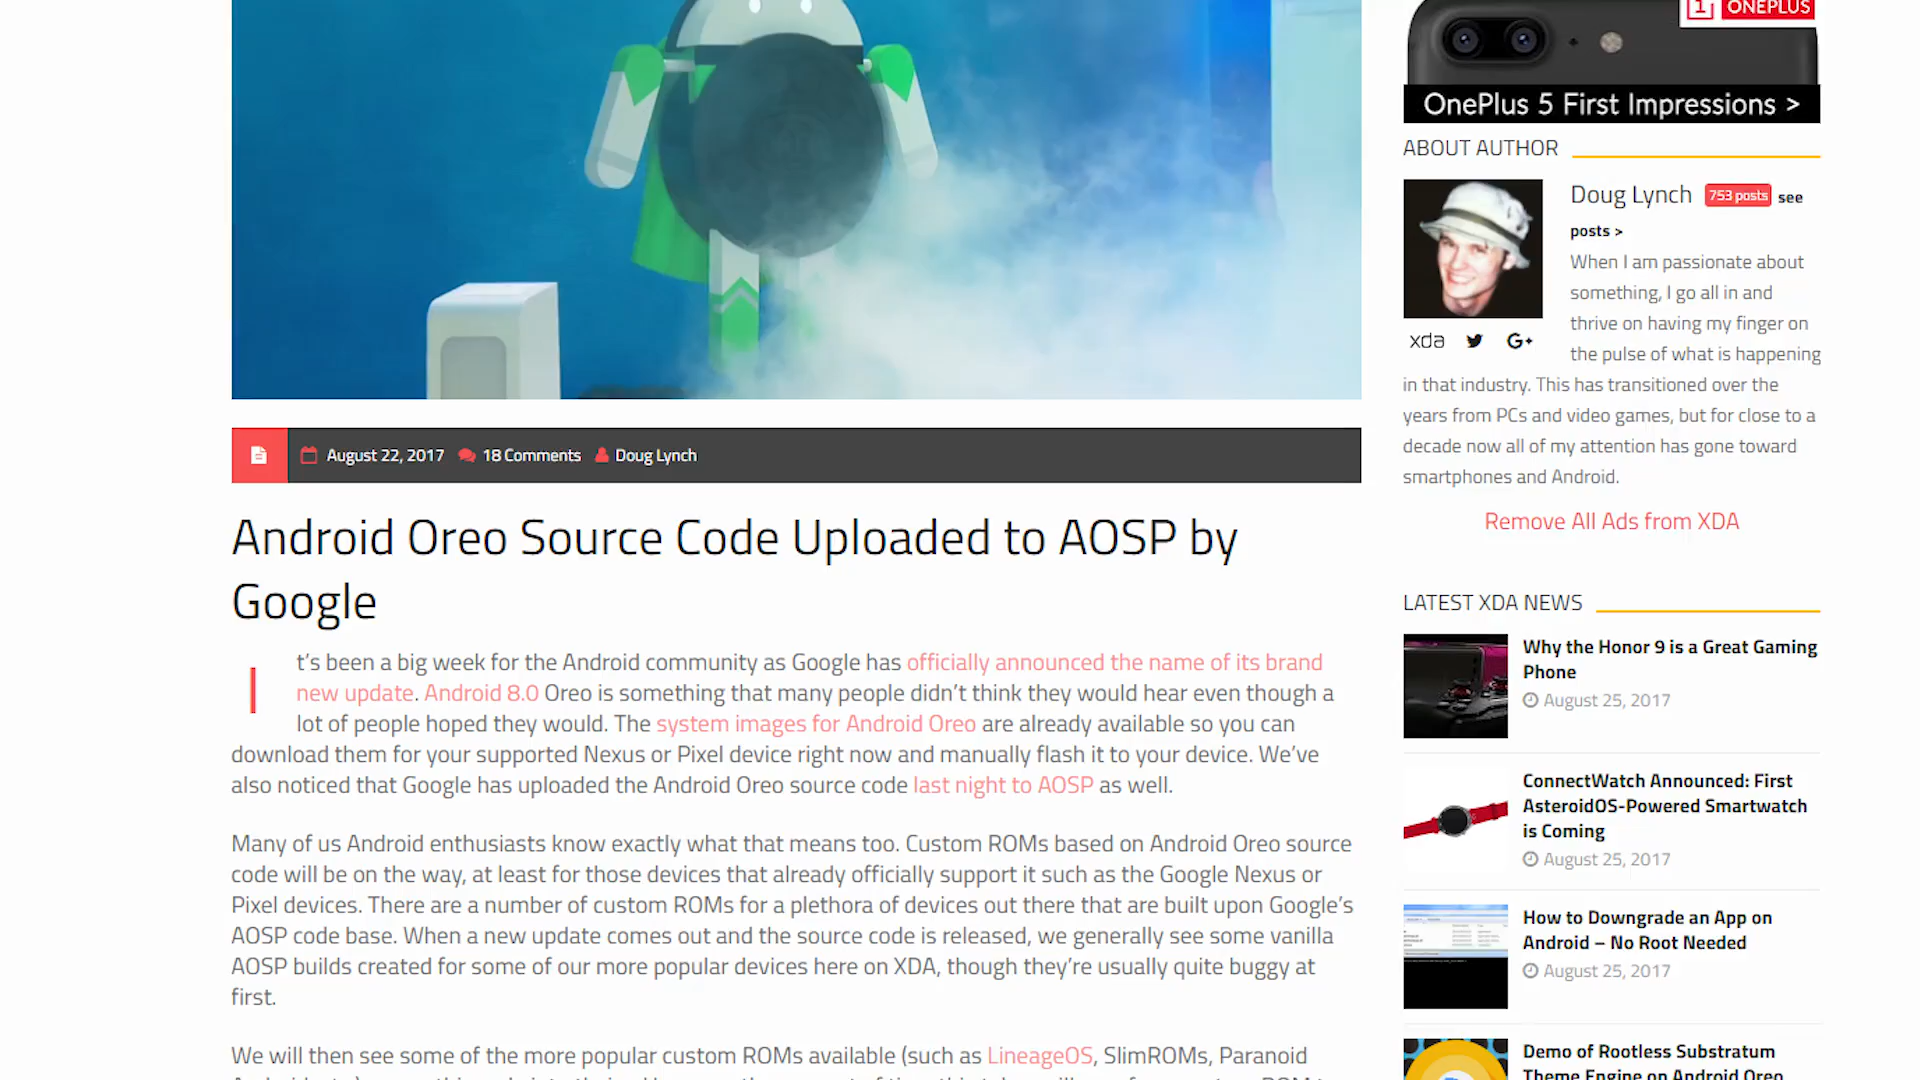 August 22, 2017 18 Comments Doug Lynch
Android Oreo Source Code Uploaded to AOSP by
Google
It's been a big week for the Android community as Google has officially announced the name of its brand
new update. Android 8.0 Oreo is something that many people didn't think they would hear even though a
lot of people hoped they would. The system images for Android Oreo are already available so you can
download them for your supported Nexus or Pixel device right now and manually flash it to your device. We've
also noticed that Google has uploaded the Android Oreo source code last night to AOSP as well.
Many of us Android enthusiasts know exactly what that means too. Custom ROMs based on Android Oreo source
code will be on the way, at least for those devices that already officially support it such as the Google Nexus or
Pixel devices. There are a number of custom ROMs for a plethora of devices out there that are built upon Google's
AOSP code base. When a new update comes out and the source code is released, we generally see some vanilla
AOSP builds created for some of our more popular devices here on XDA, though they're usually quite buggy at
first.
We will then see some of the more popular custom ROMs available (such as LineageOS, SlimROMs, Paranoid
1 ONEPLUS
OnePlus 5 First Impressions >
ABOUT AUTHOR
Doug Lynch 753 posts see
posts >
When I am passionate about
something, I go all in and
thrive on having my finger on
the pulse of what is happening
in that industry. This has transitioned over the
years from PCs and video games, but for close to a
decade now all of my attention has gone toward
smartphones and Android.
xda G+
Remove All Ads from XDA
LATEST XDA NEWS
Why the Honor 9 is a Great Gaming
Phone
August 25, 2017
ConnectWatch Announced: First
AsteroidOS-Powered Smartwatch
is Coming
August 25, 2017
How to Downgrade an App on
Android – No Root Needed
August 25, 2017
Demo of Rootless Substratum
Theme Engine on Android Oreo